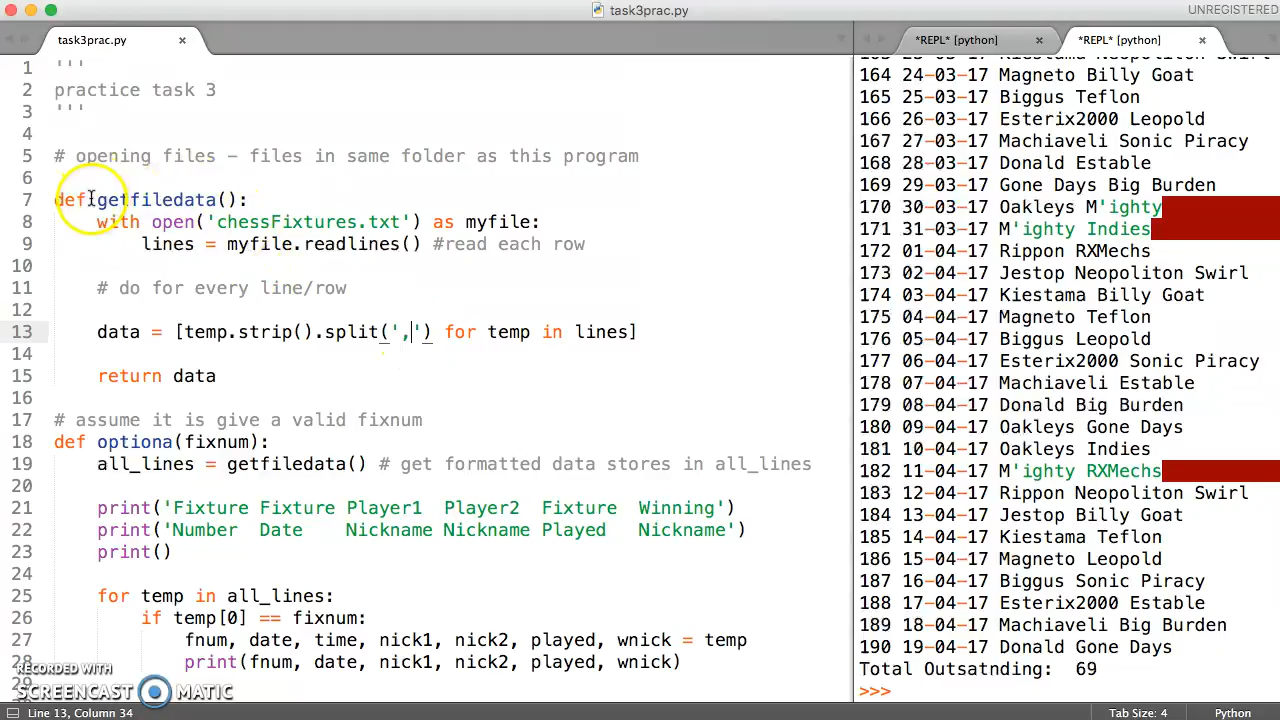 task3prac.py
UNREGISTERED
task3prac.py ×
*REPL* [python] ×
*REPL* [python] ×
1 '''
2 practice task 3
3 '''
4
5 # opening files – files in same folder as this program
6
7 def getfiledata():
8 with open('chessFixtures.txt') as myfile:
9 lines = myfile.readlines() #read each row
10
11 # do for every line/row
12
13 data = [temp.strip().split(',') for temp in lines]
14
15 return data
16
17 # assume it is give a valid fixnum
18 def optiona(fixnum):
19 all_lines = getfiledata() # get formatted data stores in all_lines
20
21 print('Fixture Fixture Player1  Player2  Fixture  Winning')
22 print('Number  Date    Nickname Nickname Played   Nickname')
23 print()
24
25 for temp in all_lines:
26 if temp[0] == fixnum:
27 fnum, date, time, nick1, nick2, played, wnick = temp
28 print(fnum, date, time, nick1, nick2, played, wnick)
164 24-03-17 Magneto Billy Goat
165 25-03-17 Biggus Teflon
166 26-03-17 Esterix2000 Leopold
167 27-03-17 Machiaveli Sonic Piracy
168 28-03-17 Donald Estable
169 29-03-17 Gone Days Big Burden
170 30-03-17 Oakleys M'ighty
171 31-03-17 M'ighty Indies
172 01-04-17 Rippon RXMechs
173 02-04-17 Jestop Neopoliton Swirl
174 03-04-17 Kiestama Billy Goat
175 04-04-17 Magneto Teflon
176 05-04-17 Biggus Leopold
177 06-04-17 Esterix2000 Sonic Piracy
178 07-04-17 Machiaveli Estable
179 08-04-17 Donald Big Burden
180 09-04-17 Oakleys Gone Days
181 10-04-17 Oakleys Indies
182 11-04-17 M'ighty RXMechs
183 12-04-17 Rippon Neopoliton Swirl
184 13-04-17 Jestop Billy Goat
185 14-04-17 Kiestama Teflon
186 15-04-17 Magneto Leopold
187 16-04-17 Biggus Sonic Piracy
188 17-04-17 Esterix2000 Estable
189 18-04-17 Machiaveli Big Burden
190 19-04-17 Donald Gone Days
Total Outsatnding:  69
>>>
RECORDED WITH
SCREENCAST MATIC
Line 13, Column 34
Tab Size: 4
Python